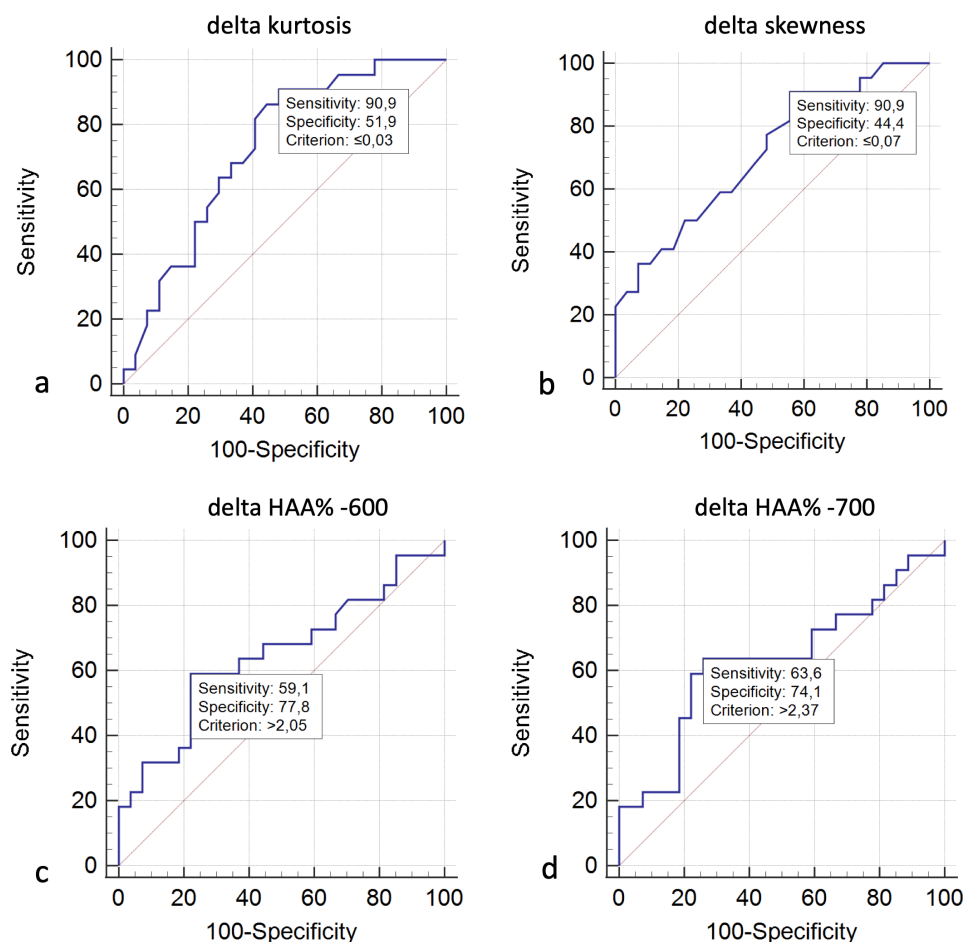 delta kurtosis
100
80
60
40
20
0
Sensitivity
Sensitivity: 90,9
Specificity: 51,9
Criterion: ≤0,03
0 20 40 60 80 100
100-Specificity
a
delta skewness
100
80
60
40
20
0
Sensitivity
Sensitivity: 90,9
Specificity: 44,4
Criterion: ≤0,07
0 20 40 60 80 100
100-Specificity
b
delta HAA% -600
100
80
60
40
20
0
Sensitivity
Sensitivity: 59,1
Specificity: 77,8
Criterion: >2,05
0 20 40 60 80 100
100-Specificity
c
delta HAA% -700
100
80
60
40
20
0
Sensitivity
Sensitivity: 63,6
Specificity: 74,1
Criterion: >2,37
0 20 40 60 80 100
100-Specificity
d